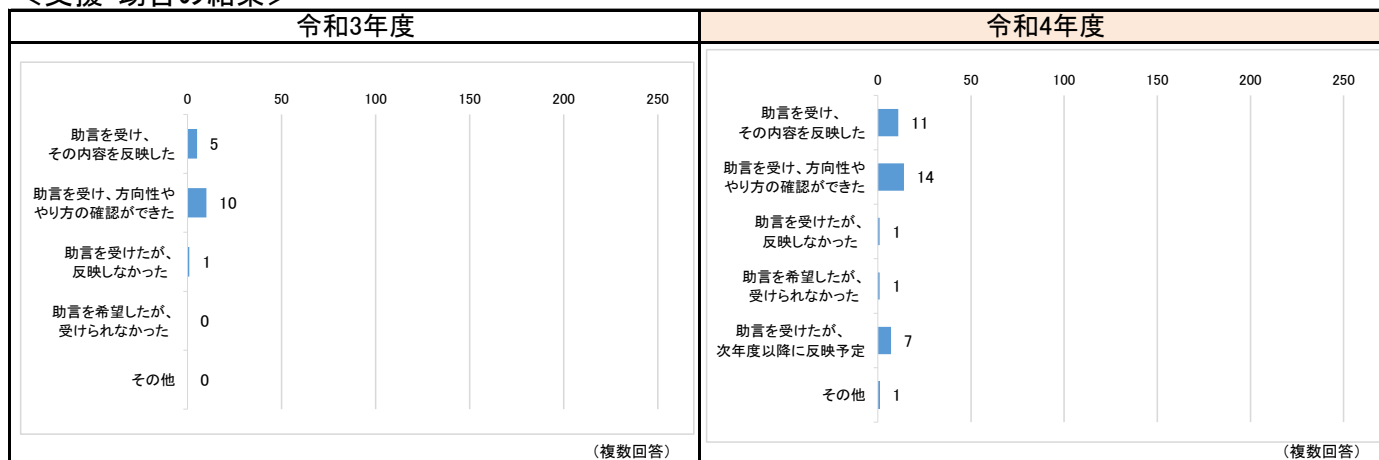 ＜支援・助言の結果＞
令和3年度
0 50 100 150 200 250
助言を受け、
その内容を反映した
5
助言を受け、方向性や
やり方の確認ができた
10
助言を受けたが、
反映しなかった
1
助言を希望したが、
受けられなかった
0
その他
0
（複数回答）
令和4年度
0 50 100 150 200 250
助言を受け、
その内容を反映した
11
助言を受け、方向性や
やり方の確認ができた
14
助言を受けたが、
反映しなかった
1
助言を希望したが、
受けられなかった
1
助言を受けたが、
次年度以降に反映予定
7
その他
1
（複数回答）